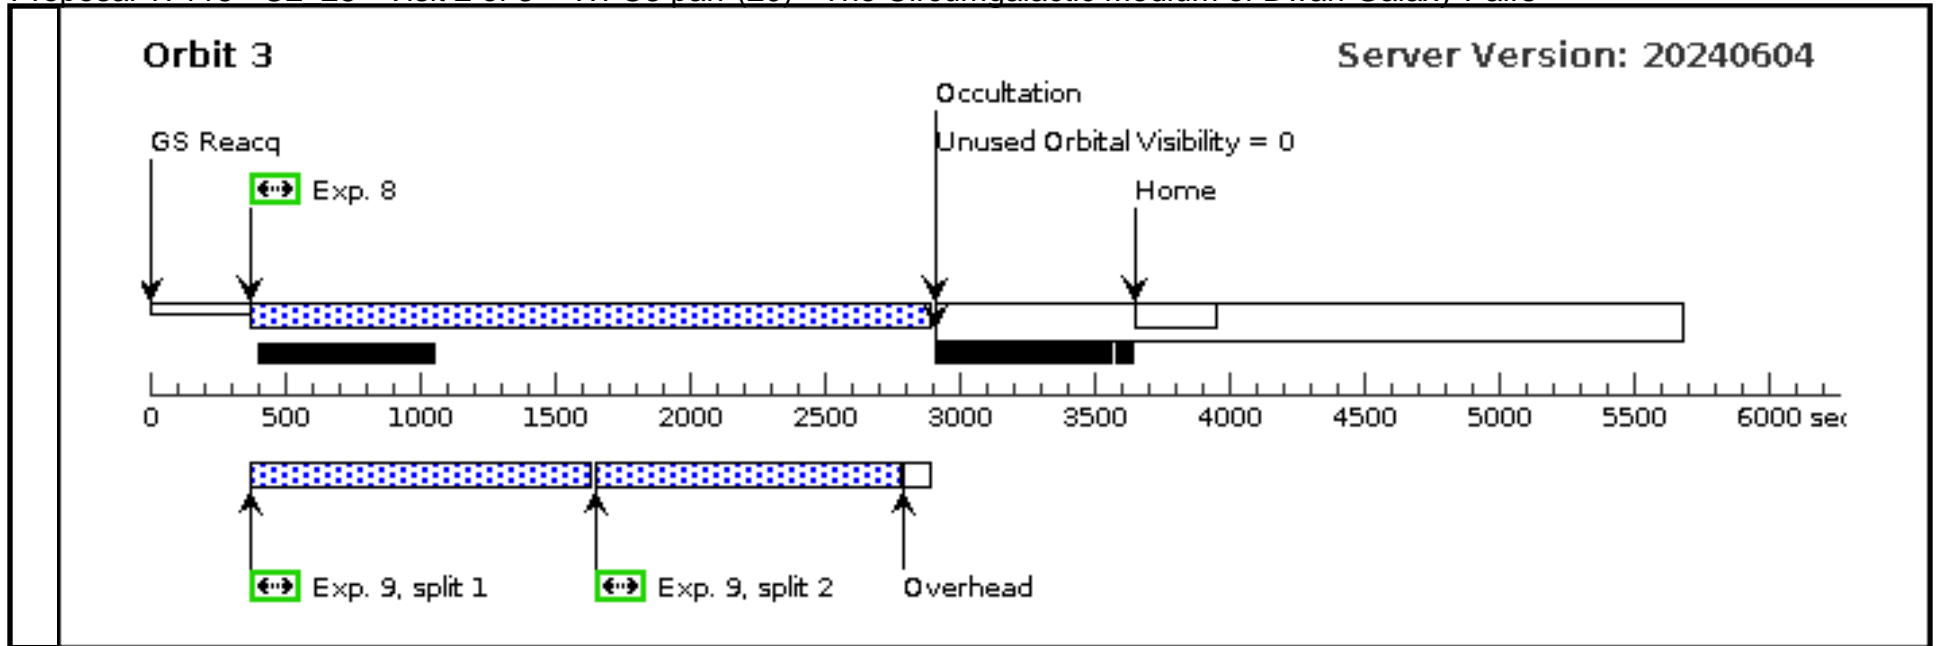 Orbit 3
Server Version: 20240604
Occultation
GS Reacq
Unused Orbital Visibility = 0
Exp. 8
Home
0 500 1000 1500 2000 2500 3000 3500 4000 4500 5000 5500 6000 sec
Exp. 9, split 1
Exp. 9, split 2
Overhead